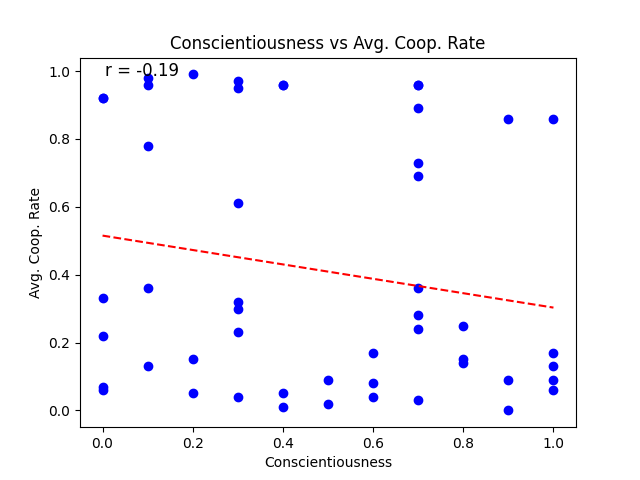 Conscientiousness vs Avg. Coop. Rate
r = -0.19
Avg. Coop. Rate
1.0
0.8
0.6
0.4
0.2
0.0
0.0 0.2 0.4 0.6 0.8 1.0
Conscientiousness